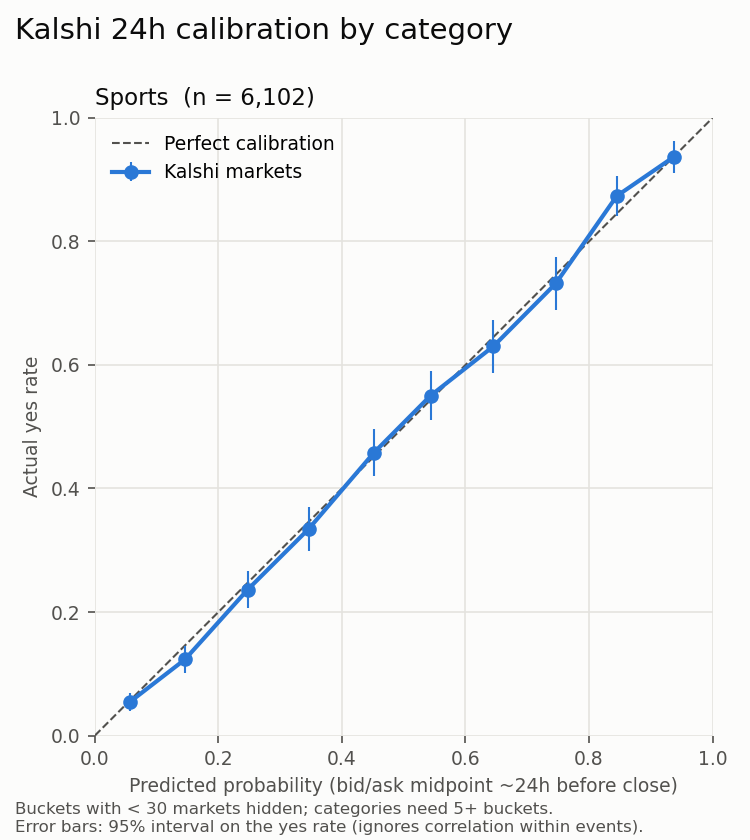 Kalshi 24h calibration by category
Sports (n = 6,102)
Perfect calibration
Kalshi markets
Actual yes rate
1.0
0.8
0.6
0.4
0.2
0.0
0.0 0.2 0.4 0.6 0.8 1.0
Predicted probability (bid/ask midpoint ~24h before close)
Buckets with < 30 markets hidden; categories need 5+ buckets.
Error bars: 95% interval on the yes rate (ignores correlation within events).